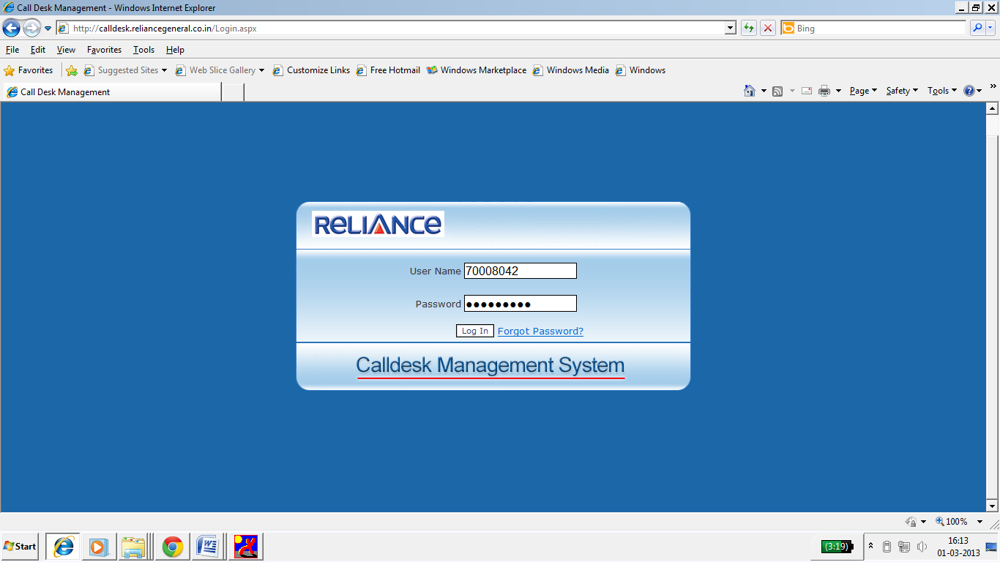 Call Desk Management - Windows Internet Explorer
http://calldesk.reliancegeneral.co.in/Login.aspx
Bing
File Edit View Favorites Tools Help
Favorites Suggested Sites Web Slice Gallery Customize Links Free Hotmail Windows Marketplace Windows Media Windows
Call Desk Management
Page Safety Tools
RELIANCE
User Name 70008042
Password ●●●●●●●●●
Log In Forgot Password?
Calldesk Management System
100%
Start
(3:19)
16:13
01-03-2013